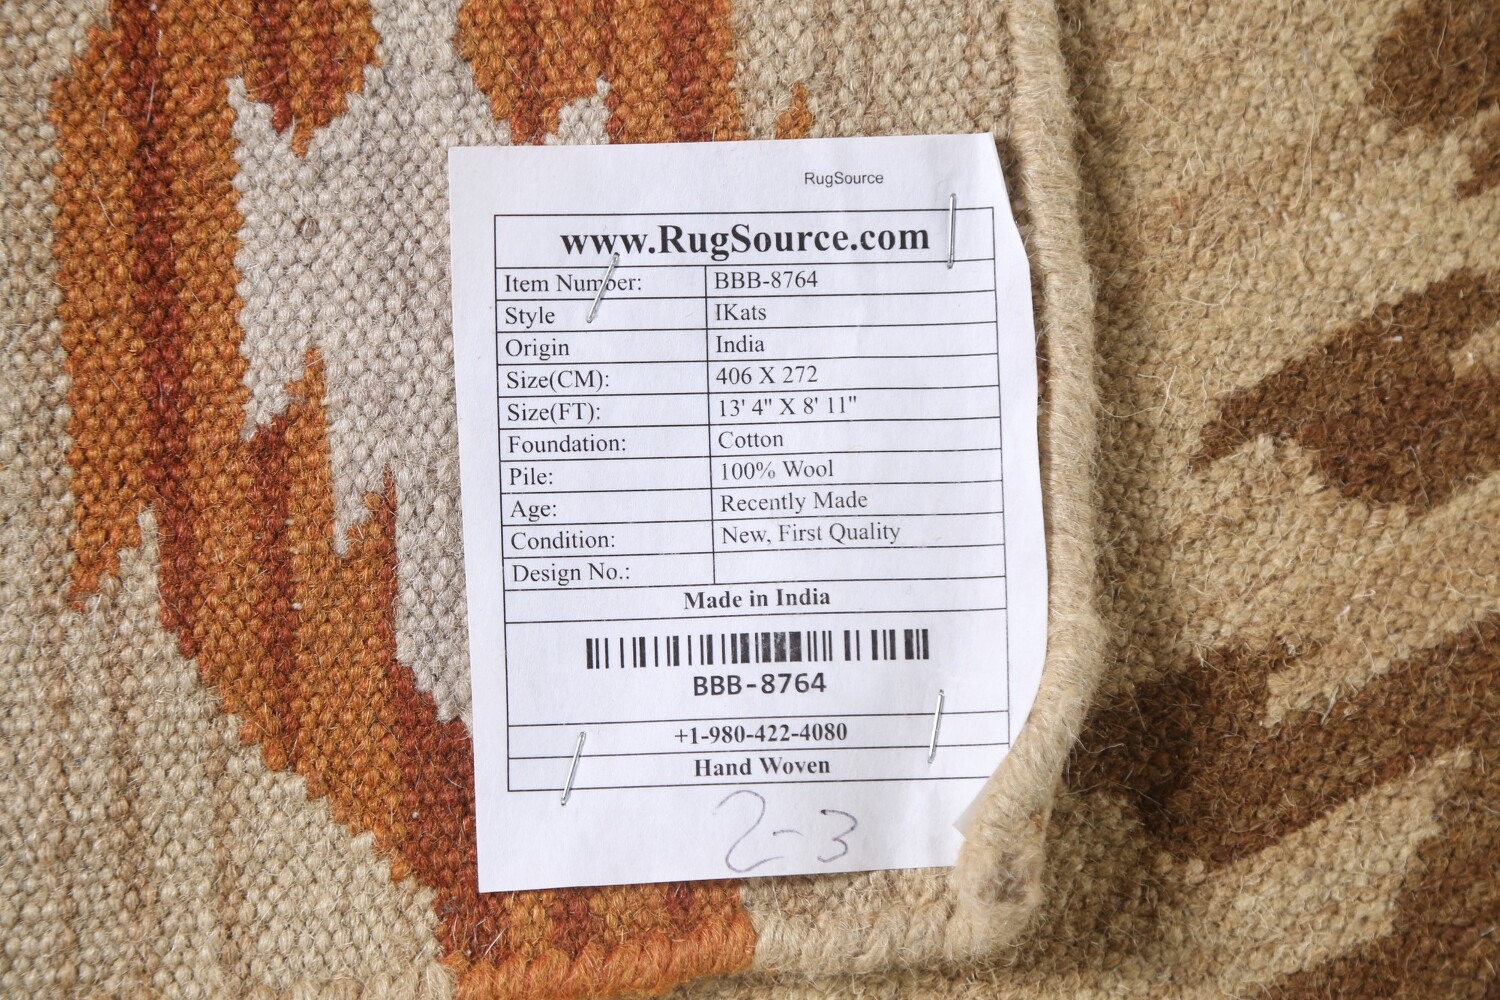 RugSource
www.RugSource.com
Item Number: BBB-8764
Style IKats
Origin India
Size(CM): 406 X 272
Size(FT): 13' 4" X 8' 11"
Foundation: Cotton
Pile: 100% Wool
Age: Recently Made
Condition: New, First Quality
Design No.:
Made in India
BBB-8764
+1-980-422-4080
Hand Woven
2-3